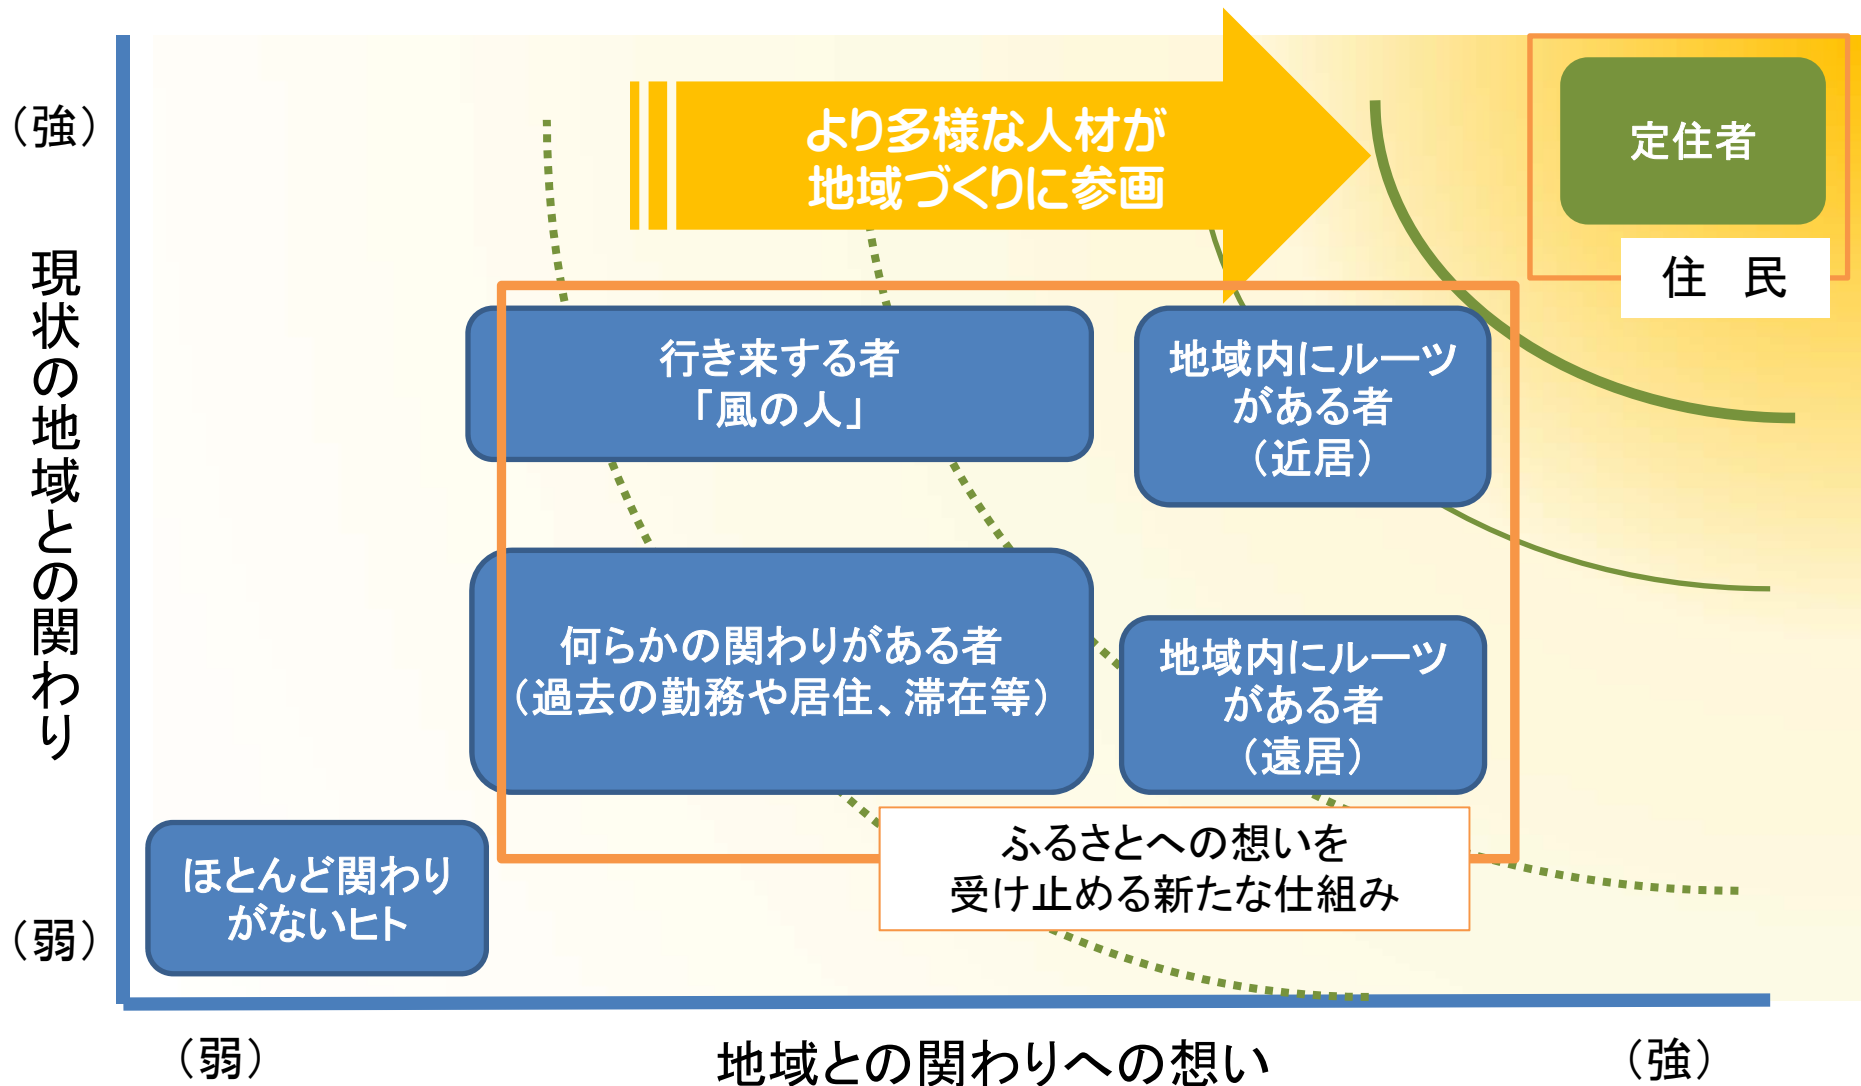 （強）
現状の地域との関わり
（弱）
より多様な人材が
地域づくりに参画
定住者
住　民
行き来する者
「風の人」
地域内にルーツ
がある者
（近居）
何らかの関わりがある者
（過去の勤務や居住、滞在等）
地域内にルーツ
がある者
（遠居）
ほとんど関わり
がないヒト
ふるさとへの想いを
受け止める新たな仕組み
（弱）
地域との関わりへの想い
（強）